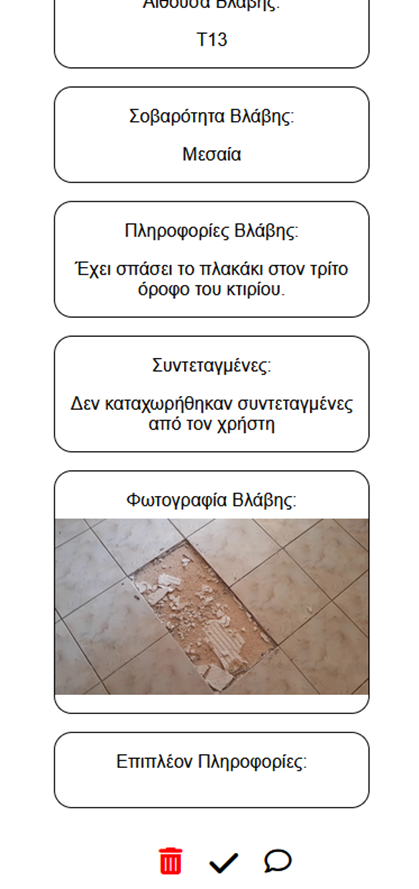 Αίθουσα Βλάβης:
T13
Σοβαρότητα Βλάβης:
Μεσαία
Πληροφορίες Βλάβης:
Έχει σπάσει το πλακάκι στον τρίτο
όροφο του κτιρίου.
Συντεταγμένες:
Δεν καταχωρήθηκαν συντεταγμένες
από τον χρήστη
Φωτογραφία Βλάβης:
Επιπλέον Πληροφορίες: